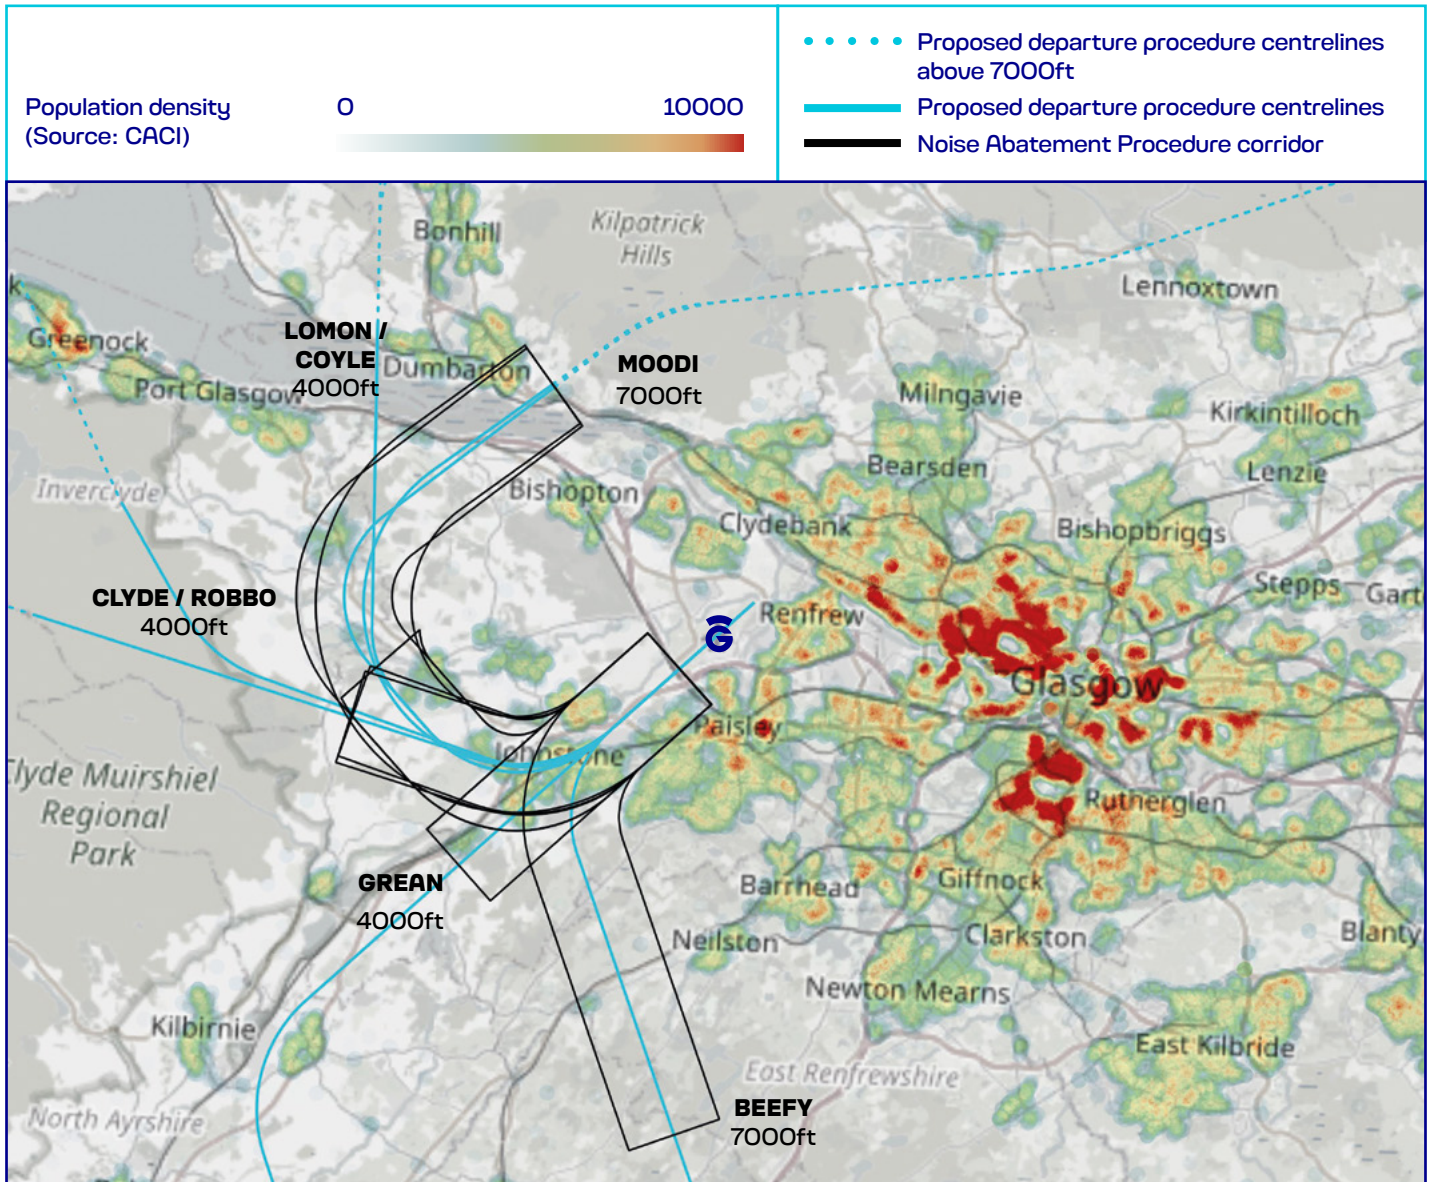 Population density
(Source: CACI)
0
10000
Proposed departure procedure centrelines
above 7000ft
Proposed departure procedure centrelines
Noise Abatement Procedure corridor
Bonhill
Kilpatrick
Hills
Lennoxtown
k
Greenock
LOMON /
COYLE
4000ft
Dumbarton
MOODI
7000ft
Port Glasgow
Milngavie
Kirkintilloch
Bearsden
Lenzie
Inverclyde
Bishopton
Clydebank
Bishopbriggs
CLYDE / ROBBO
4000ft
Stepps
Gart
Renfrew
G
Glasgow
Paisley
Johnstone
Clyde Muirshiel
Regional
Park
Rutherglen
GREAN
4000ft
Barrhead
Giffnock
Neilston
Clarkston
Blanty
Newton Mearns
Kilbirnie
East Kilbride
East Renfrewshire
North Ayrshire
BEEFY
7000ft